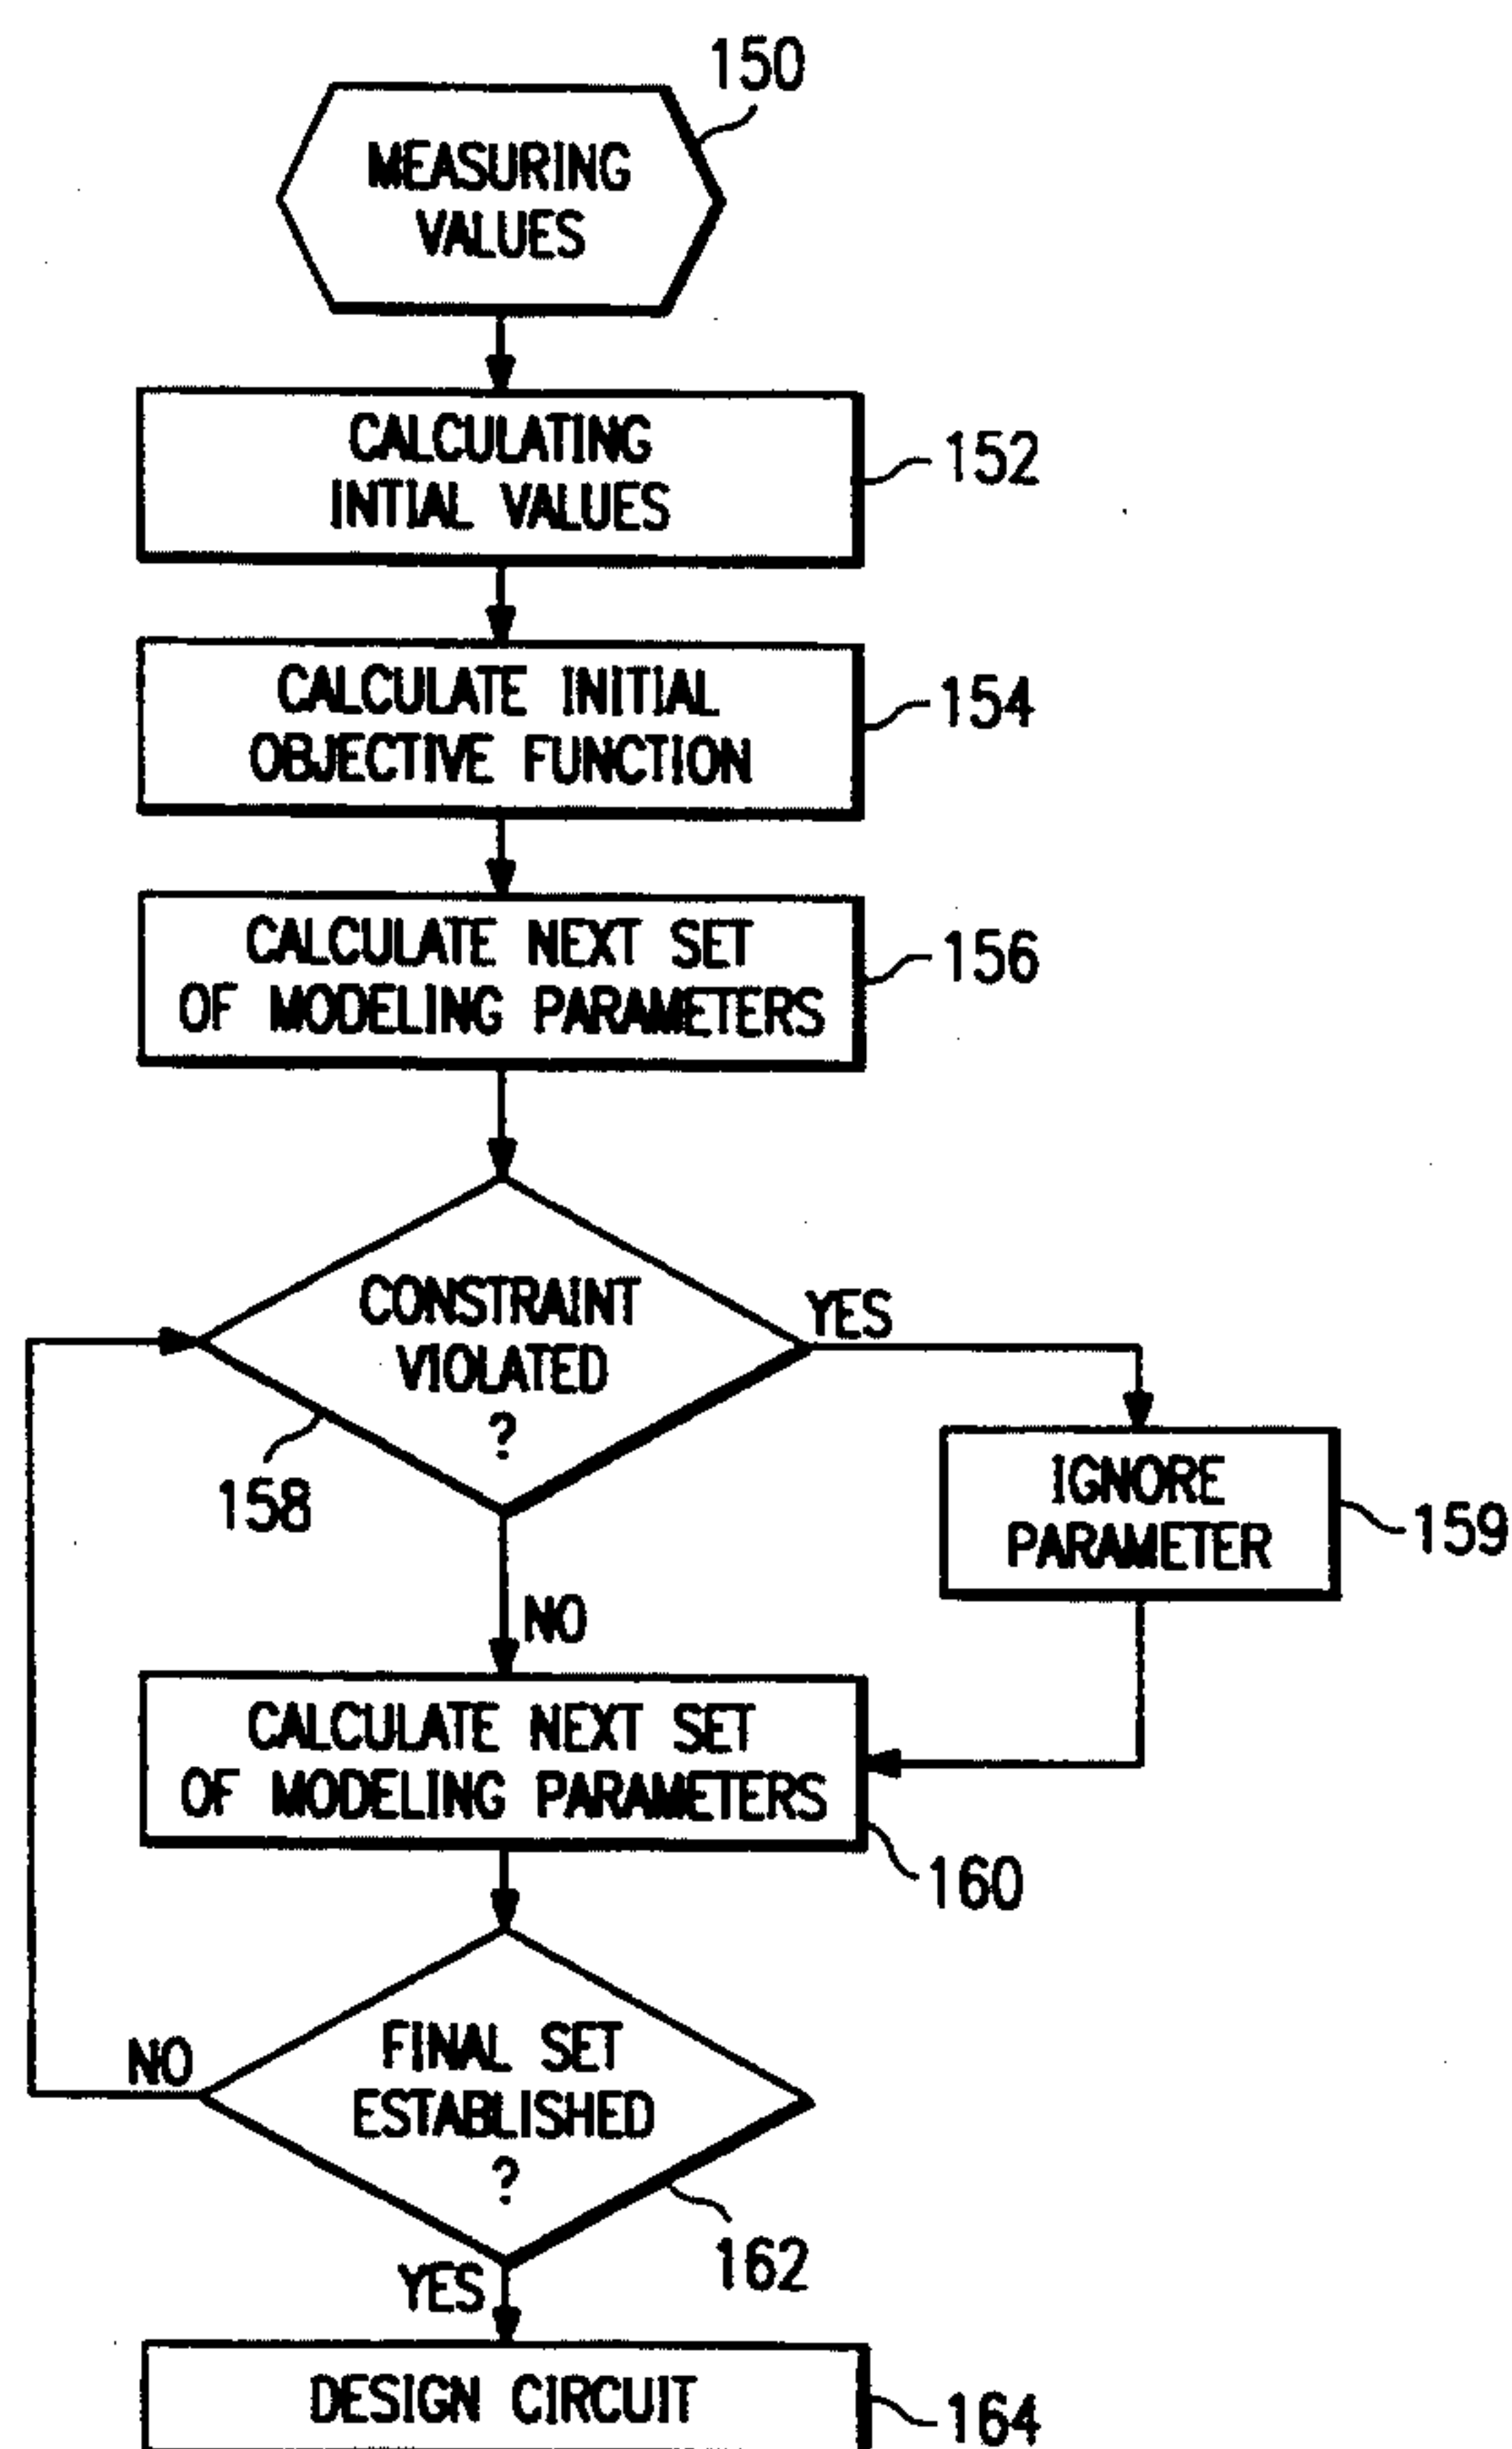 150
MEASURING
VALUES
CALCULATING
INTIAL VALUES
152
CALCULATE INITIAL
OBJECTIVE FUNCTION
154
CALCULATE NEXT SET
OF MODELING PARAMETERS
156
CONSTRAINT
VIOLATED
?
YES
158
IGNORE
PARAMETER
159
NO
CALCULATE NEXT SET
OF MODELING PARAMETERS
160
FINAL SET
ESTABLISHED
?
NO
162
YES
DESIGN CIRCUIT
164